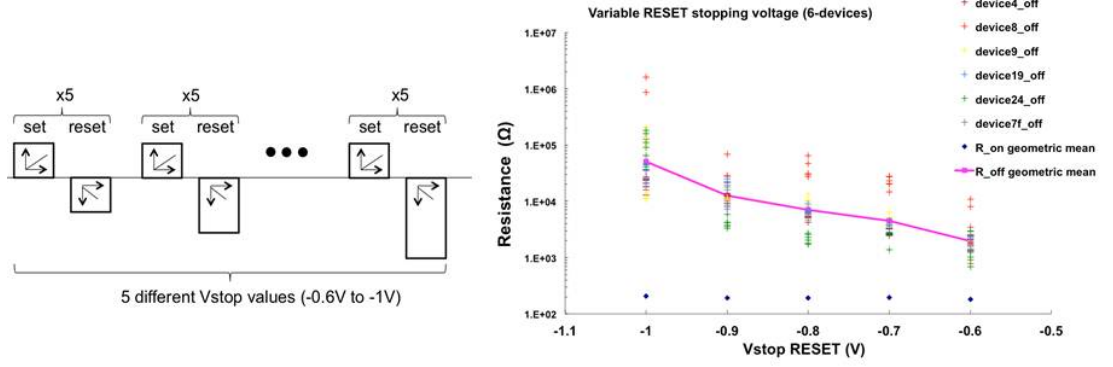 x5
x5
x5
set reset
set reset
set reset
5 different Vstop values (-0.6V to -1V)
Variable RESET stopping voltage (6-devices)
1.E+07
1.E+06
1.E+05
1.E+04
1.E+03
1.E+02
Resistance (Ω)
-1.1 -1 -0.9 -0.8 -0.7 -0.6 -0.5
Vstop RESET (V)
device4_off
device8_off
device9_off
device19_off
device24_off
device7f_off
R_on geometric mean
R_off geometric mean